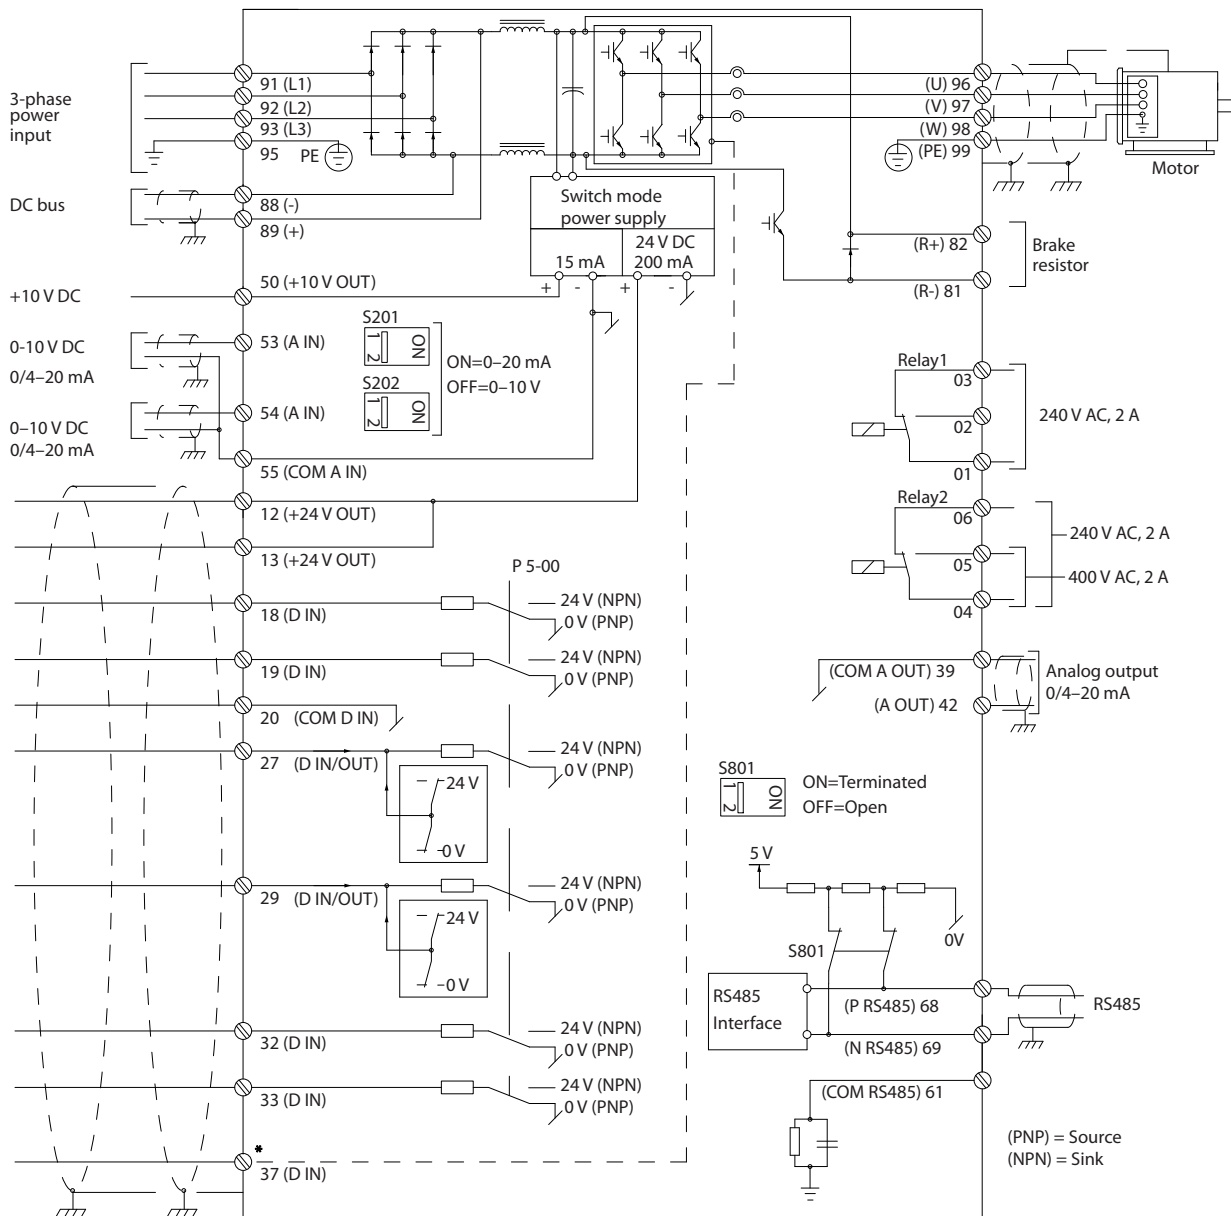 3-phase
power
input
91 (L1)
92 (L2)
93 (L3)
95 PE
DC bus
88 (-)
89 (+)
+10 V DC
50 (+10 V OUT)
0-10 V DC
0/4–20 mA
53 (A IN)
0–10 V DC
0/4–20 mA
54 (A IN)
55 (COM A IN)
12 (+24 V OUT)
13 (+24 V OUT)
18 (D IN)
19 (D IN)
20 (COM D IN)
27 (D IN/OUT)
24 V
0 V
29 (D IN/OUT)
24 V
0 V
32 (D IN)
33 (D IN)
*
37 (D IN)
S201
1 2 ON
S202
1 2 ON
ON=0–20 mA
OFF=0–10 V
P 5-00
24 V (NPN)
0 V (PNP)
24 V (NPN)
0 V (PNP)
24 V (NPN)
0 V (PNP)
24 V (NPN)
0 V (PNP)
24 V (NPN)
0 V (PNP)
24 V (NPN)
0 V (PNP)
Switch mode
power supply
24 V DC
15 mA 200 mA
+ - + -
(U) 96
(V) 97
(W) 98
(PE) 99
Motor
(R+) 82
(R-) 81
Brake
resistor
Relay1
03
02
01
240 V AC, 2 A
Relay2
06
05
04
240 V AC, 2 A
400 V AC, 2 A
(COM A OUT) 39
(A OUT) 42
Analog output
0/4–20 mA
S801
1 2 ON
ON=Terminated
OFF=Open
5 V
0V
S801
RS485
Interface
(P RS485) 68
(N RS485) 69
RS485
(COM RS485) 61
(PNP) = Source
(NPN) = Sink